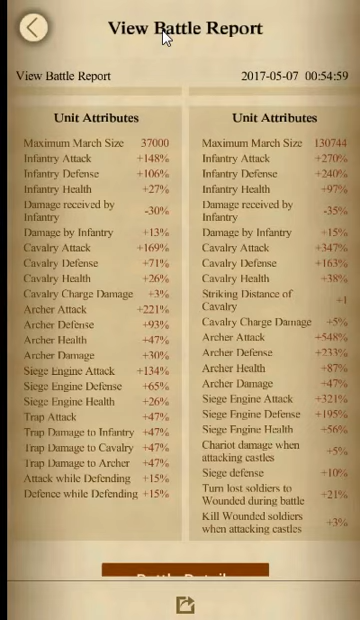 View Battle Report
View Battle Report 2017-05-07 00:54:59
Unit Attributes
Maximum March Size 37000
Infantry Attack +148%
Infantry Defense +106%
Infantry Health +27%
Damage received by
Infantry -30%
Damage by Infantry +13%
Cavalry Attack +169%
Cavalry Defense +71%
Cavalry Health +26%
Cavalry Charge Damage +3%
Archer Attack +221%
Archer Defense +93%
Archer Health +47%
Archer Damage +30%
Siege Engine Attack +134%
Siege Engine Defense +65%
Siege Engine Health +26%
Trap Attack +47%
Trap Damage to Infantry +47%
Trap Damage to Cavalry +47%
Trap Damage to Archer +47%
Attack while Defending +15%
Defence while Defending +15%
Unit Attributes
Maximum March Size 130744
Infantry Attack +270%
Infantry Defense +240%
Infantry Health +97%
Damage received by
Infantry -35%
Damage by Infantry +15%
Cavalry Attack +347%
Cavalry Defense +163%
Cavalry Health +38%
Striking Distance of
Cavalry +1
Cavalry Charge Damage +5%
Archer Attack +548%
Archer Defense +233%
Archer Health +87%
Archer Damage +47%
Siege Engine Attack +321%
Siege Engine Defense +195%
Siege Engine Health +56%
Chariot damage when
attacking castles +5%
Siege defense +10%
Turn lost soldiers to
Wounded during battle +21%
Kill Wounded soldiers
when attacking castles +3%